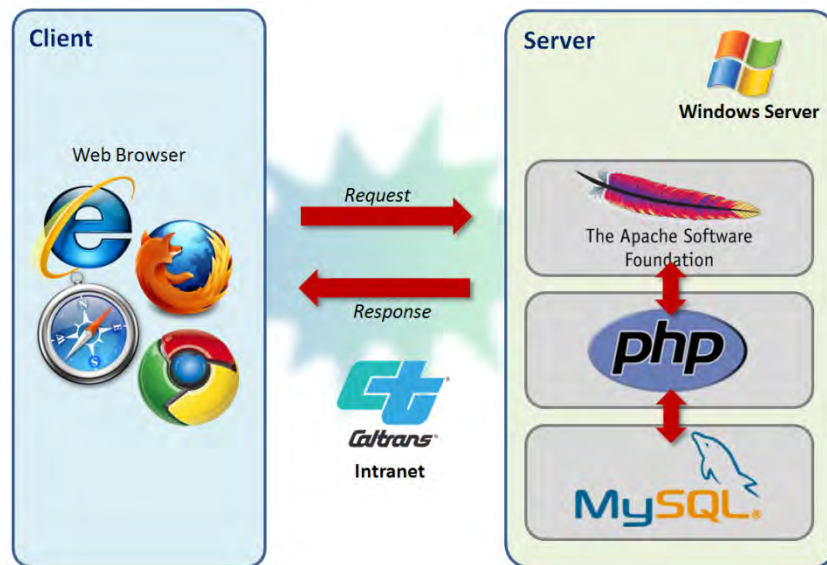 Client
Web Browser
Request
Response
Caltrans®
Intranet
Server
Windows Server
The Apache Software
Foundation
php
MySQL®